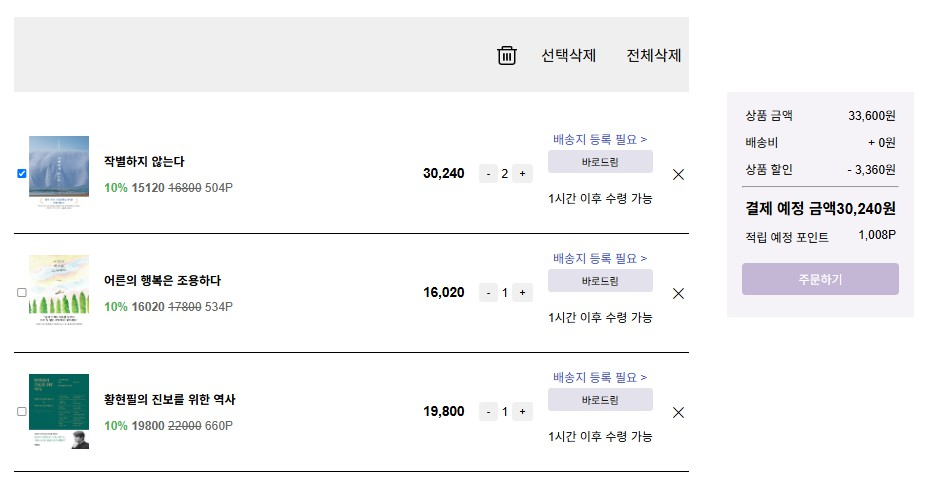 선택삭제 전체삭제
작별하지 않는다
10% 15120 16800 504P
30,240
- 2 +
배송지 등록 필요 >
바로드림
1시간 이후 수령 가능
어른의 행복은 조용하다
10% 16020 17800 534P
16,020
- 1 +
배송지 등록 필요 >
바로드림
1시간 이후 수령 가능
황현필의 진보를 위한 역사
10% 19800 22000 660P
19,800
- 1 +
배송지 등록 필요 >
바로드림
1시간 이후 수령 가능
상품 금액 33,600원
배송비 + 0원
상품 할인 - 3,360원
결제 예정 금액30,240원
적립 예정 포인트 1,008P
주문하기